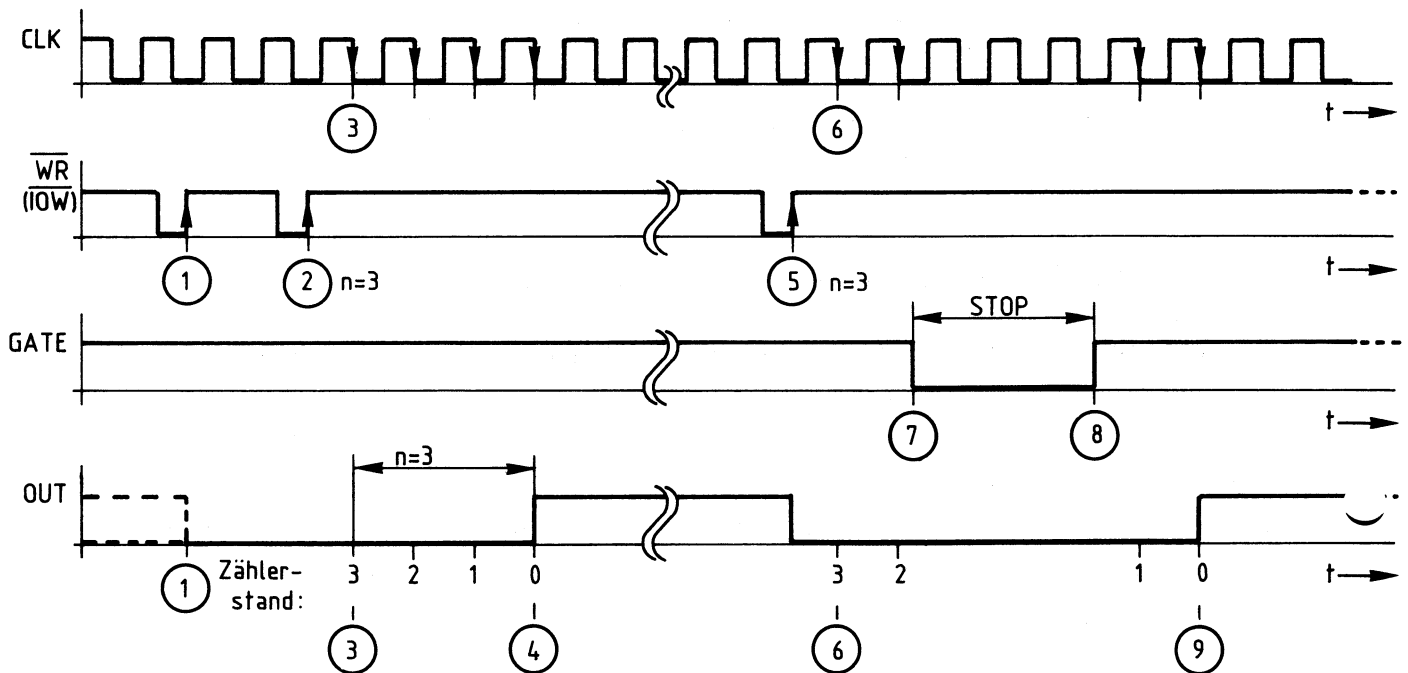 CLK
3
6
t
WR
(IOW)
1
2 n=3
5 n=3
t
STOP
GATE
7
8
t
n=3
OUT
1
Zähler-
stand:
3 2 1 0
3 2
1 0
t
3
4
6
9